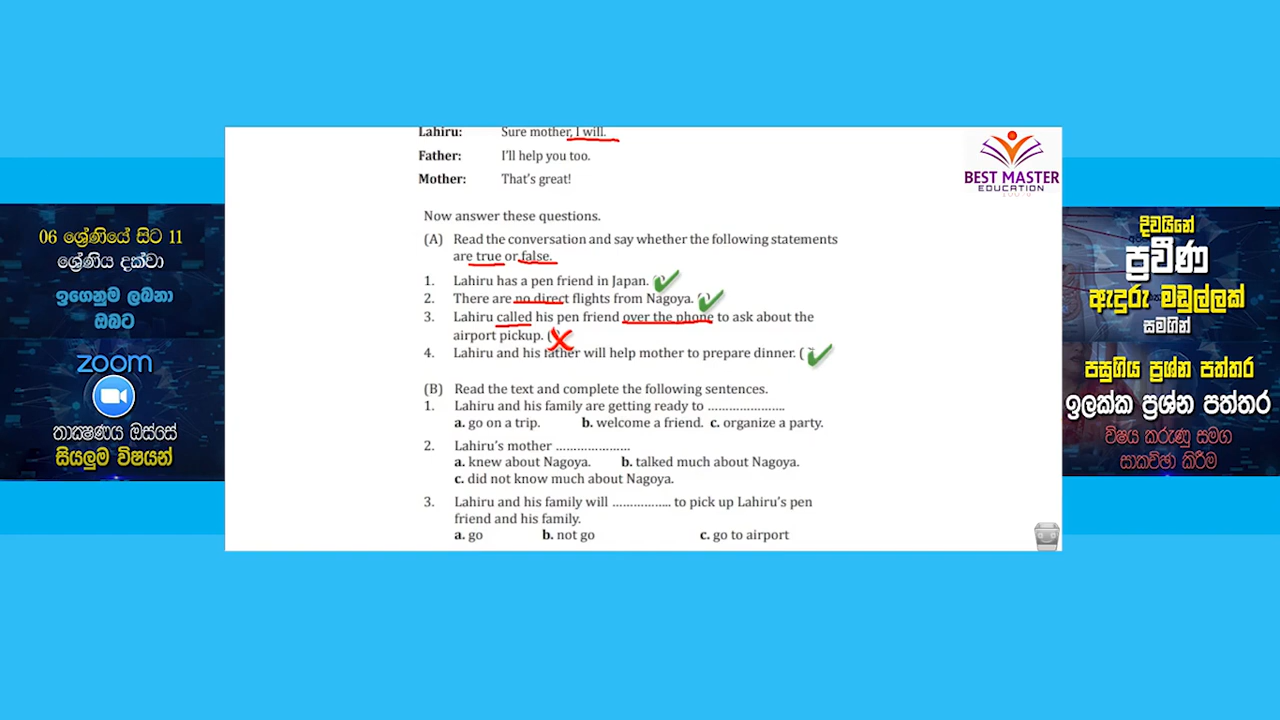 Lahiru: Sure mother, I will.
Father: I'll help you too.
Mother: That's great!
Now answer these questions.
(A) Read the conversation and say whether the following statements
are true or false.
1. Lahiru has a pen friend in Japan.
2. There are no direct flights from Nagoya.
3. Lahiru called his pen friend over the phone to ask about the
airport pickup. (
4. Lahiru and his father will help mother to prepare dinner. (
(B) Read the text and complete the following sentences.
1. Lahiru and his family are getting ready to .....................
a. go on a trip. b. welcome a friend. c. organize a party.
2. Lahiru's mother .....................
a. knew about Nagoya. b. talked much about Nagoya.
c. did not know much about Nagoya.
3. Lahiru and his family will ................ to pick up Lahiru's pen
friend and his family.
a. go b. not go c. go to airport
BEST MASTER
EDUCATION
06 ශ්‍රේණියේ සිට 11
ශ්‍රේණිය දක්වා
ඉගෙනුම ලබනා
ඔබට
zoom
තාක්ෂණය ඔස්සේ
සියලුම විෂයන්
දිවයිනේ
ප්‍රවීණ
ඇදුරු මඩුල්ලක්
සමගින්
පසුගිය ප්‍රශ්න පත්තර
ඉලක්ක ප්‍රශ්න පත්තර
විෂය කරුණු සමග
සාකච්ඡා කිරීම